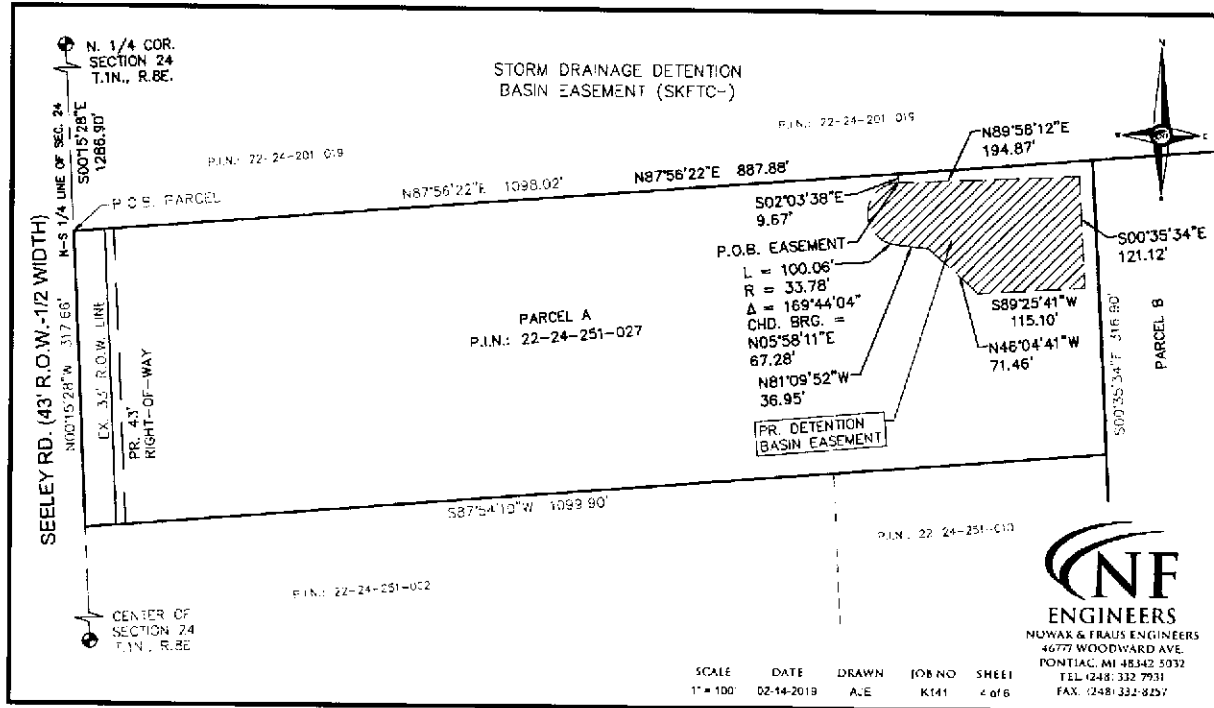 N. 1/4 COR.
SECTION 24
T.1N., R.8E.
N-S 1/4 LINE OF SEC. 24
S00°15'28"E
1286.90'
STORM DRAINAGE DETENTION
BASIN EASEMENT (SKFTC-)
P.I.N.: 22-24-201-019
P.I.N.: 22-24-201-019
N89°58'12"E
194.87'
P.O.B. PARCEL
N87°56'22"E 1098.02'
N87°56'22"E 887.88'
S02°03'38"E
9.67'
P.O.B. EASEMENT
L = 100.06'
R = 33.78'
Δ = 169°44'04"
CHD. BRG. =
N05°58'11"E
67.28'
N81°09'52"W
36.95'
PR. DETENTION
BASIN EASEMENT
S00°35'34"E
121.12'
S89°25'41"W
115.10'
N46°04'41"W
71.46'
SEELEY RD. (43' R.O.W.-1/2 WIDTH)
N00°15'28"W 317.66'
EX. 33' R.O.W. LINE
PR. 43'
RIGHT-OF-WAY
PARCEL A
P.I.N.: 22-24-251-027
S00°35'34"E 316.90'
PARCEL B
S87°54'10"W 1099.90'
P.I.N.: 22-24-251-002
P.I.N.: 22-24-251-010
CENTER OF
SECTION 24
T.1N., R.8E
NF
ENGINEERS
NOWAK & FRAUS ENGINEERS
46777 WOODWARD AVE.
PONTIAC, MI 48342-5032
TEL. (248) 332-7931
FAX. (248) 332-8257
SCALE DATE DRAWN JOB NO SHEET
1" = 100' 02-14-2019 AJE K141 4 of 6